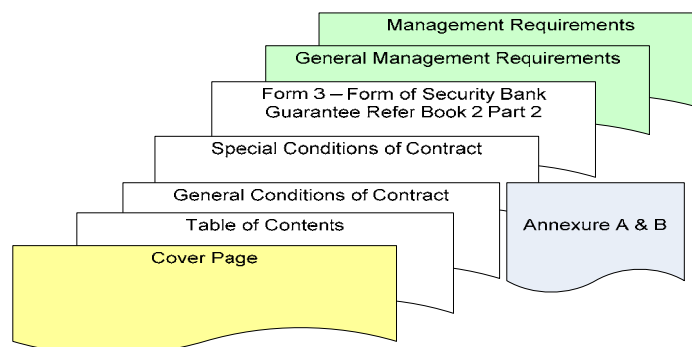 Management Requirements
General Management Requirements
Form 3 – Form of Security Bank
Guarantee Refer Book 2 Part 2
Special Conditions of Contract
General Conditions of Contract
Table of Contents
Cover Page
Annexure A & B